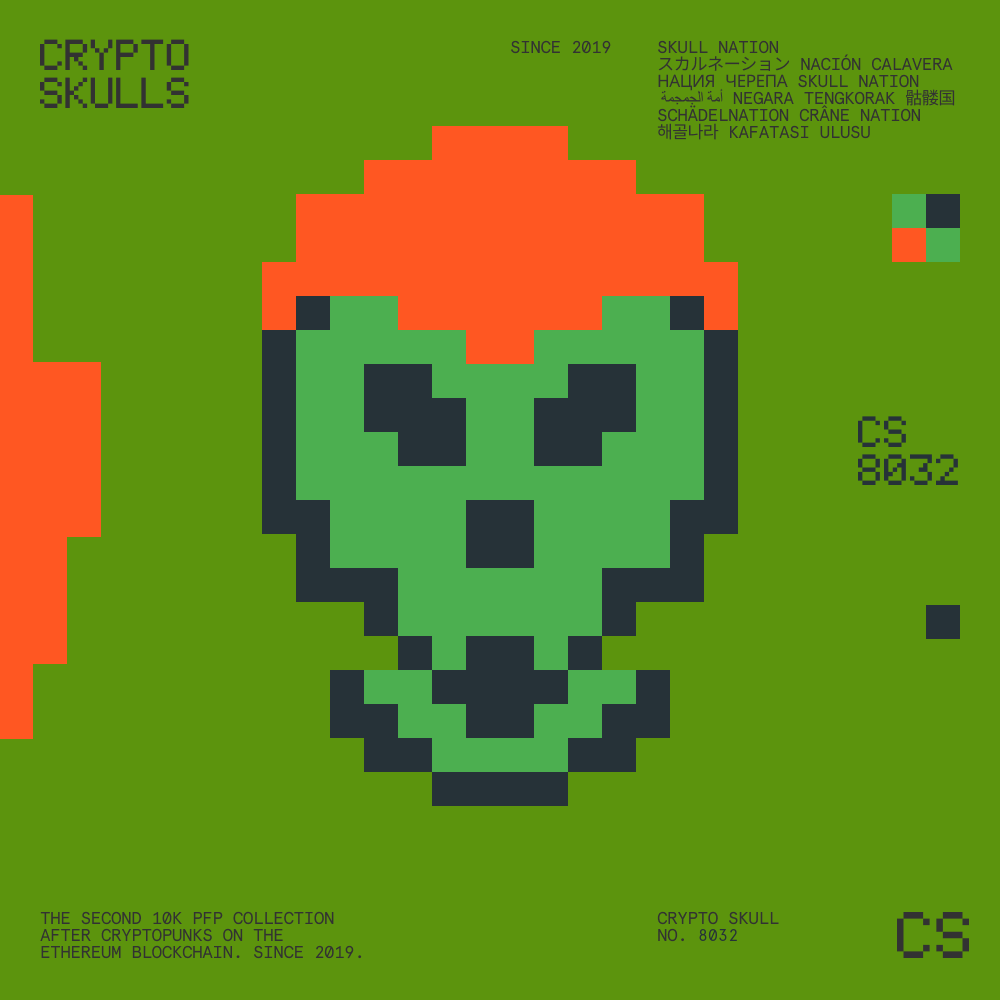 CRYPTO
SKULLS
SINCE 2019
SKULL NATION
スカルネーション NACIÓN CALAVERA
НАЦИЯ ЧЕРЕПА SKULL NATION
أمة الجمجمة NEGARA TENGKORAK 骷髅国
SCHÄDELNATION CRÂNE NATION
해골나라 KAFATASI ULUSU
CS
8032
THE SECOND 10K PFP COLLECTION
AFTER CRYPTOPUNKS ON THE
ETHEREUM BLOCKCHAIN. SINCE 2019.
CRYPTO SKULL
NO. 8032
CS